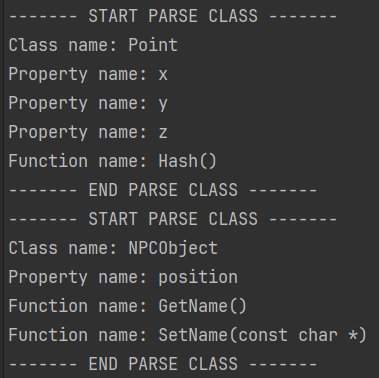 ------- START PARSE CLASS -------
Class name: Point
Property name: x
Property name: y
Property name: z
Function name: Hash()
------- END PARSE CLASS -------
------- START PARSE CLASS -------
Class name: NPCObject
Property name: position
Function name: GetName()
Function name: SetName(const char *)
------- END PARSE CLASS -------